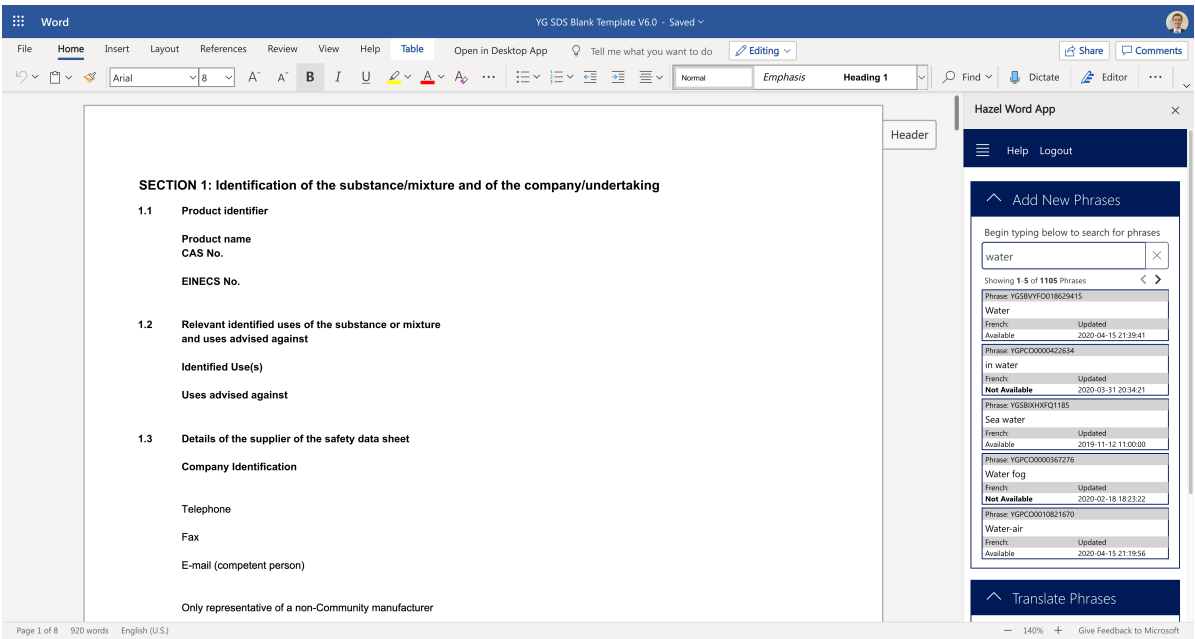 Word
YG SDS Blank Template V6.0 - Saved
File Home Insert Layout References Review View Help Table Open in Desktop App Tell me what you want to do Editing Share Comments
Arial 8 A A B I U A A Normal Emphasis Heading 1 Find Dictate Editor
Header
SECTION 1: Identification of the substance/mixture and of the company/undertaking
1.1 Product identifier
Product name
CAS No.
EINECS No.
1.2 Relevant identified uses of the substance or mixture
and uses advised against
Identified Use(s)
Uses advised against
1.3 Details of the supplier of the safety data sheet
Company Identification
Telephone
Fax
E-mail (competent person)
Only representative of a non-Community manufacturer
Hazel Word App
Help Logout
Add New Phrases
Begin typing below to search for phrases
water
Showing 1-5 of 1105 Phrases
Phrase: YGSBVYFO018629415
Water
French: Updated
Available 2020-04-15 21:39:41
Phrase: YGPCO0000422634
in water
French: Updated
Not Available 2020-03-31 20:34:21
Phrase: YGSBIXHXFQ1185
Sea water
French: Updated
Available 2019-11-12 11:00:00
Phrase: YGPCO0000367276
Water fog
French: Updated
Not Available 2020-02-18 18:23:22
Phrase: YGPCO0010821670
Water-air
French: Updated
Available 2020-04-15 21:19:56
Translate Phrases
Page 1 of 8 920 words English (U.S.) 140% Give Feedback to Microsoft